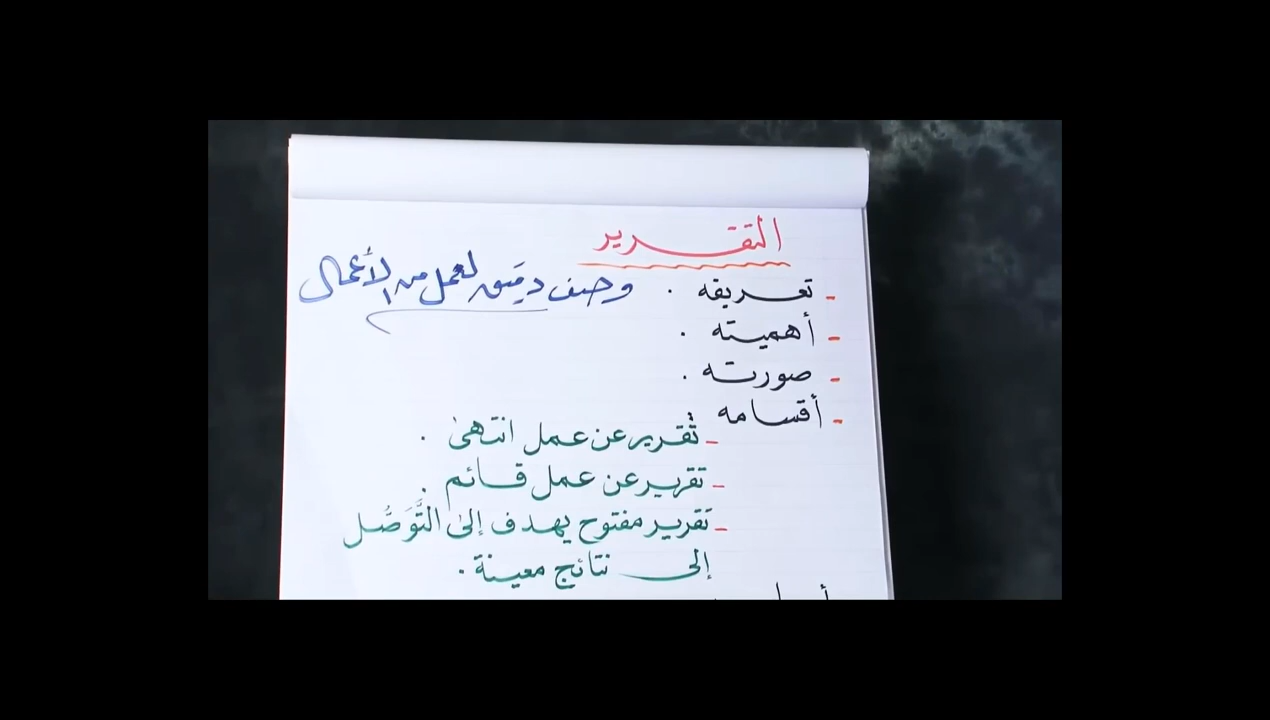 التقرير
- تعريفه . وصف دقيق لعمل من الأعمال
- أهميته .
- صورته .
- أقسامه
- تقرير عن عمل انتهى .
- تقرير عن عمل قائم .
- تقرير مفتوح يهدف إلى التَّوَصُّل
إلى نتائج معينة .